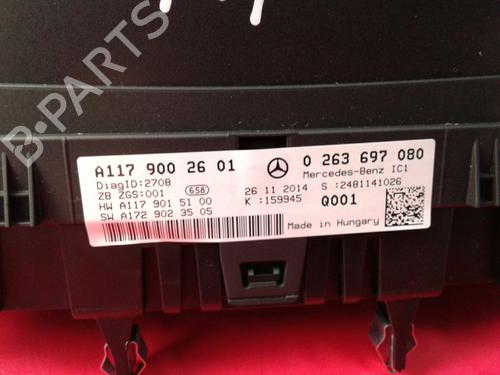 B-PARTS
A117 900 26 01
0 263 697 080
DiagID:2708
Mercedes-Benz IC1
ZB ZGS:001
658
26 11 2014
S :2481141026
HW A117 901 51 00
K :159945
Q001
SW A172 902 35 05
Made in Hungary